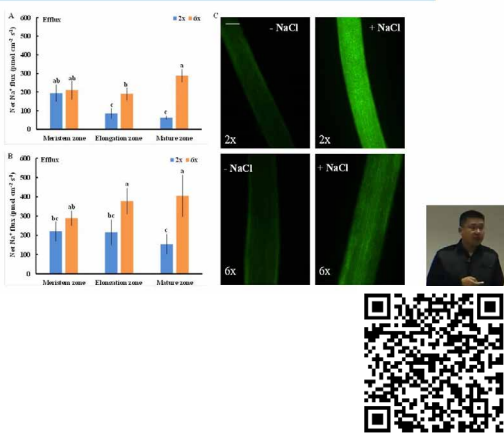 A
Efflux
2x 6x
Net Na⁺ flux (pmol cm⁻² s⁻¹)
600
500
400
300
200
100
0
ab ab
c b
c a
Meristem zone Elongation zone Mature zone
B
Efflux
2x 6x
Net Na⁺ flux (pmol cm⁻² s⁻¹)
600
500
400
300
200
100
0
bc ab
bc a
c a
Meristem zone Elongation zone Mature zone
C
- NaCl
+ NaCl
2x
2x
- NaCl
+ NaCl
6x
6x